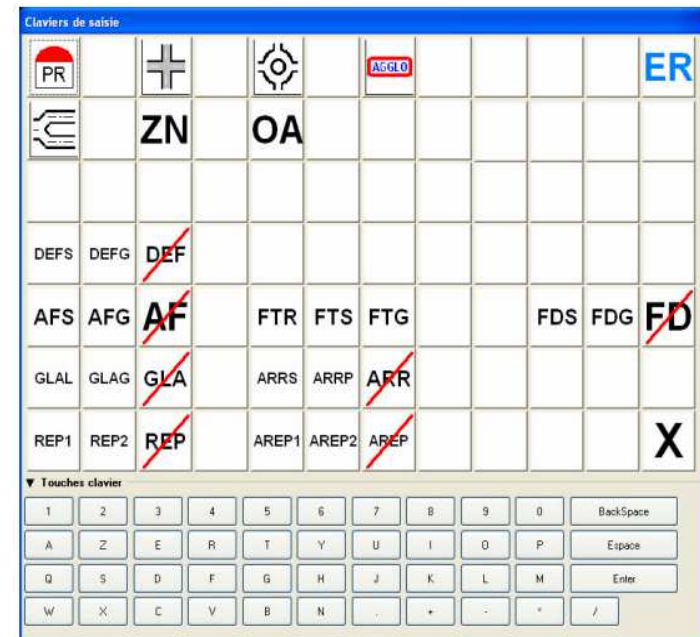 Claviers de saisie
PR AGGLO ER
ZN OA
DEFS DEFG DEF
AFS AFG AF FTR FTS FTG FDS FDG FD
GLAL GLAG GLA ARRS ARRP ARR
REP1 REP2 REP AREP1 AREP2 AREP X
▼ Touches clavier
1 2 3 4 5 6 7 8 9 0 BackSpace
A Z E R T Y U I O P Espace
Q S D F G H J K L M Enter
W X C V B N . + - * /